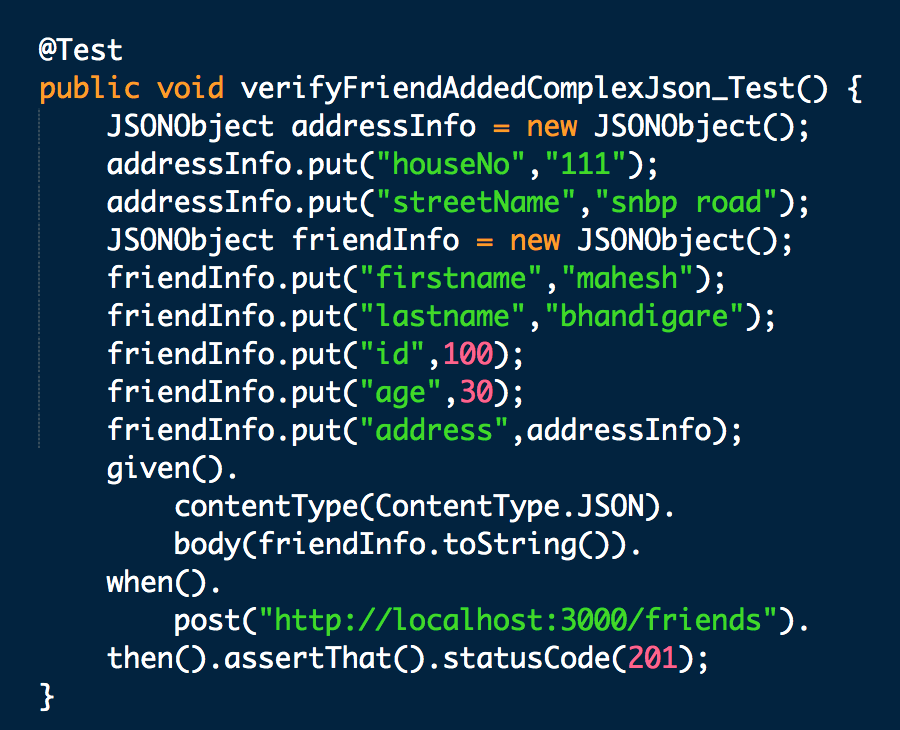 @Test
public void verifyFriendAddedComplexJson_Test() {
    JSONObject addressInfo = new JSONObject();
    addressInfo.put("houseNo","111");
    addressInfo.put("streetName","snbp road");
    JSONObject friendInfo = new JSONObject();
    friendInfo.put("firstname","mahesh");
    friendInfo.put("lastname","bhandigare");
    friendInfo.put("id",100);
    friendInfo.put("age",30);
    friendInfo.put("address",addressInfo);
    given().
        contentType(ContentType.JSON).
        body(friendInfo.toString()).
    when().
        post("http://localhost:3000/friends").
    then().assertThat().statusCode(201);
}